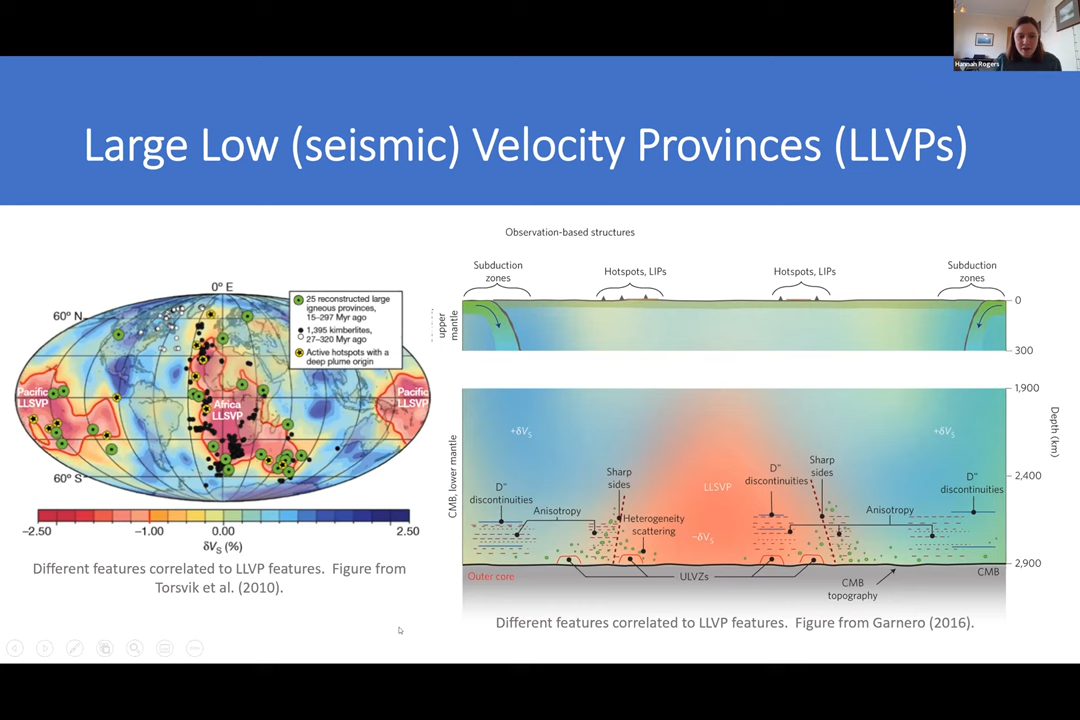 Hannah Rogers
Large Low (seismic) Velocity Provinces (LLVPs)
0° E
60° N
60° S
25 reconstructed large
igneous provinces,
15–297 Myr ago
1,395 kimberlites,
27–320 Myr ago
Active hotspots with a
deep plume origin
Pacific
LLSVP
Africa
LLSVP
Pacific
LLSVP
−2.50
−1.00
0.00
2.50
δVS (%)
Different features correlated to LLVP features. Figure from
Torsvik et al. (2010).
Observation-based structures
Subduction
zones
Hotspots, LIPs
Hotspots, LIPs
Subduction
zones
upper
mantle
0
300
1,900
2,400
2,900
Depth (km)
CMB, lower mantle
+δVS
+δVS
LLSVP
−δVS
D"
discontinuities
Anisotropy
Sharp
sides
Heterogeneity
scattering
D"
discontinuities
Sharp
sides
Anisotropy
D"
discontinuities
Outer core
ULVZs
CMB
topography
CMB
Different features correlated to LLVP features. Figure from Garnero (2016).